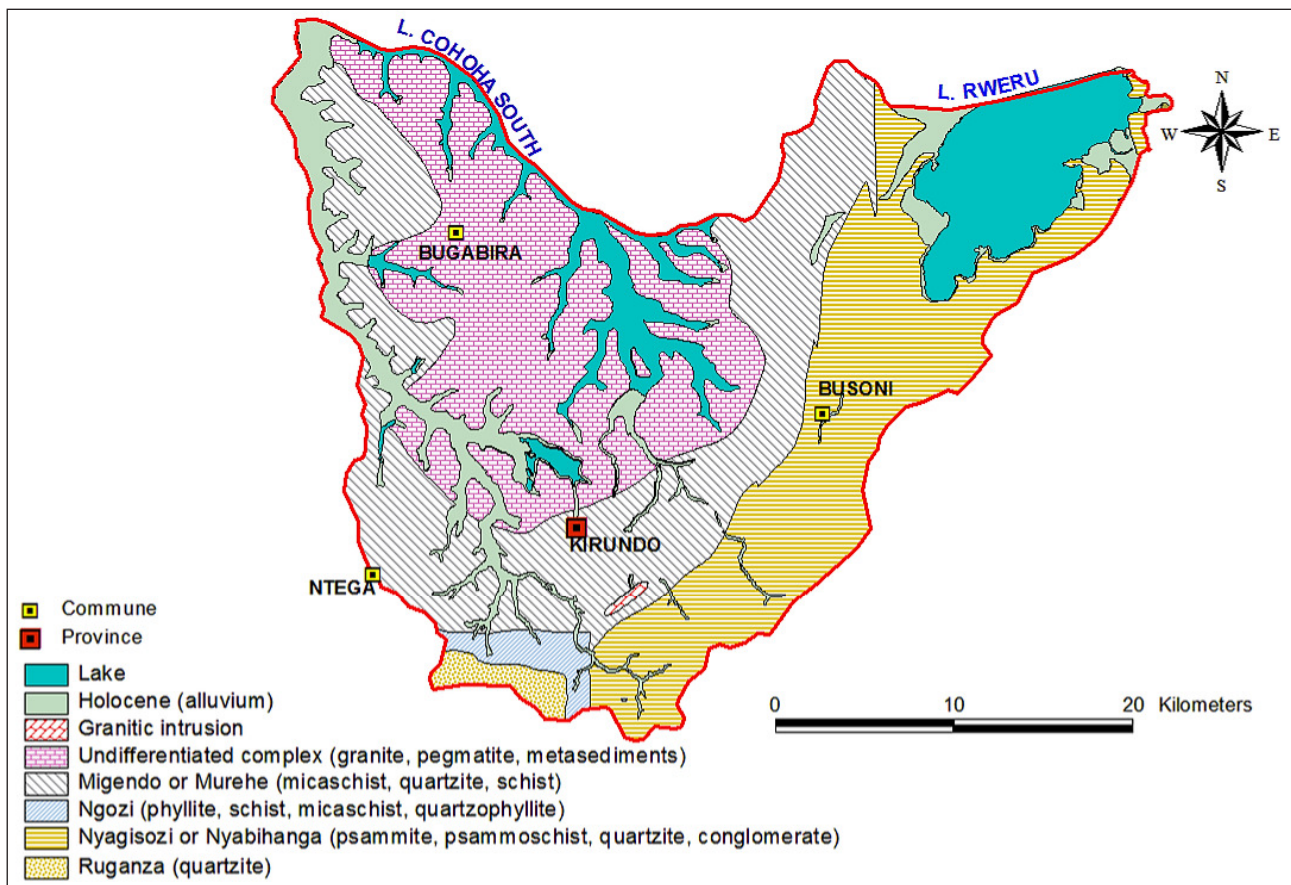 L. COHOHA SOUTH
L. RWERU
N
W
E
S
BUGABIRA
BUSONI
KIRUNDO
NTEGA
Commune
Province
Lake
Holocene (alluvium)
Granitic intrusion
Undifferentiated complex (granite, pegmatite, metasediments)
Migendo or Murehe (micaschist, quartzite, schist)
Ngozi (phyllite, schist, micaschist, quartzophyllite)
Nyagisozi or Nyabihanga (psammite, psammoschist, quartzite, conglomerate)
Ruganza (quartzite)
0 10 20 Kilometers